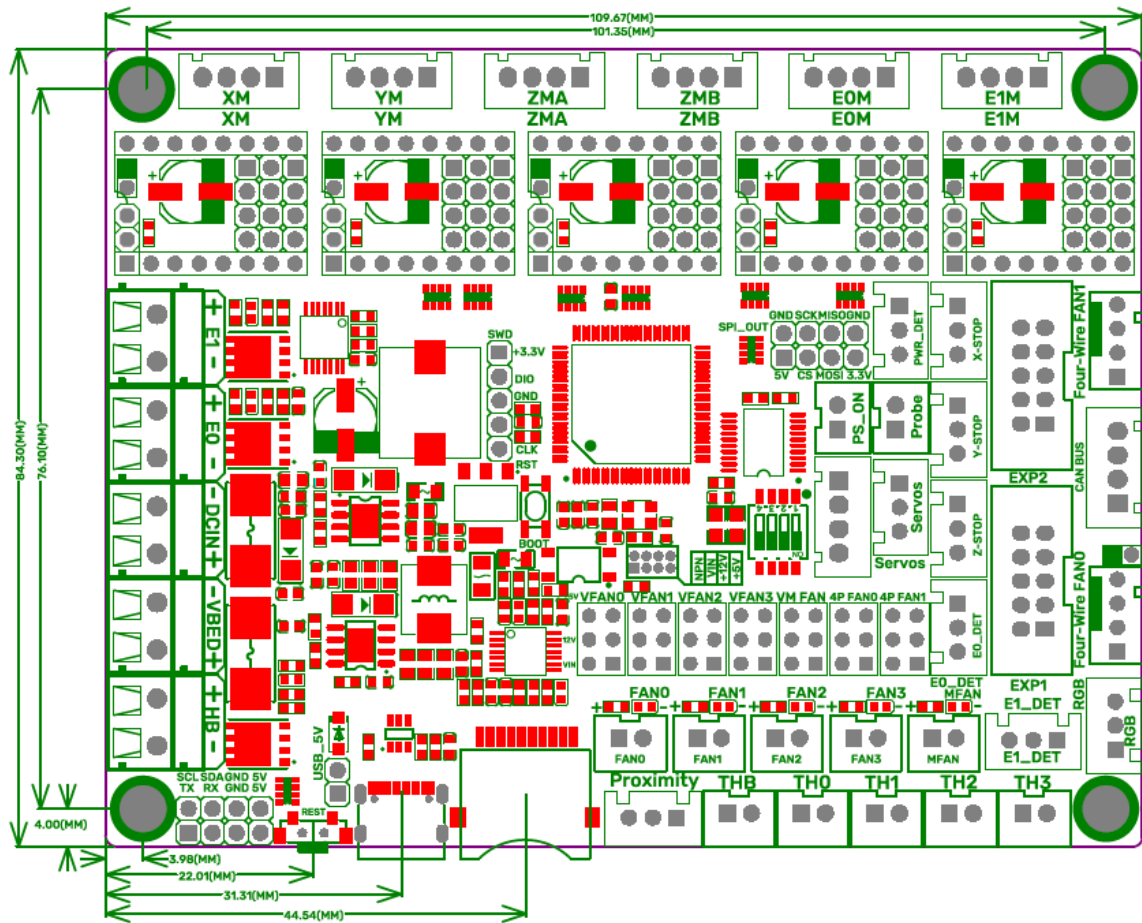 109.67(MM)
101.35(MM)
84.30(MM)
76.10(MM)
XM YM ZMA ZMB E0M E1M
XM YM ZMA ZMB E0M E1M
+ + + + +
+ E1 -
+ E0 -
- DCIN +
- VBED +
+ HB -
+
SWD
+3.3V
DIO
GND
CLK
RST
BOOT
SPI_OUT
GND SCK MISO GND
5V CS MOSI 3.3V
PWR_DET
X-STOP
Four-Wire FAN1
PS_ON
Probe
Y-STOP
CAN BUS
EXP2
Servos
Servos
Z-STOP
1 2 3 4
ON
NPN
VIN
+12V
+5V
Four-Wire FAN0
VFAN0 VFAN1 VFAN2 VFAN3 VM FAN 4P FAN0 4P FAN1
12V
VIN
E0_DET
E0_DET
EXP1
RGB
RGB
FAN0 FAN1 FAN2 FAN3 MFAN
+ - + - + - + - + -
FAN0 FAN1 FAN2 FAN3 MFAN
E1_DET
E1_DET
USB_5V
SCL SDA GND 5V
TX RX GND 5V
REST
Proximity THB TH0 TH1 TH2 TH3
4.00(MM)
3.98(MM)
22.01(MM)
31.31(MM)
44.54(MM)